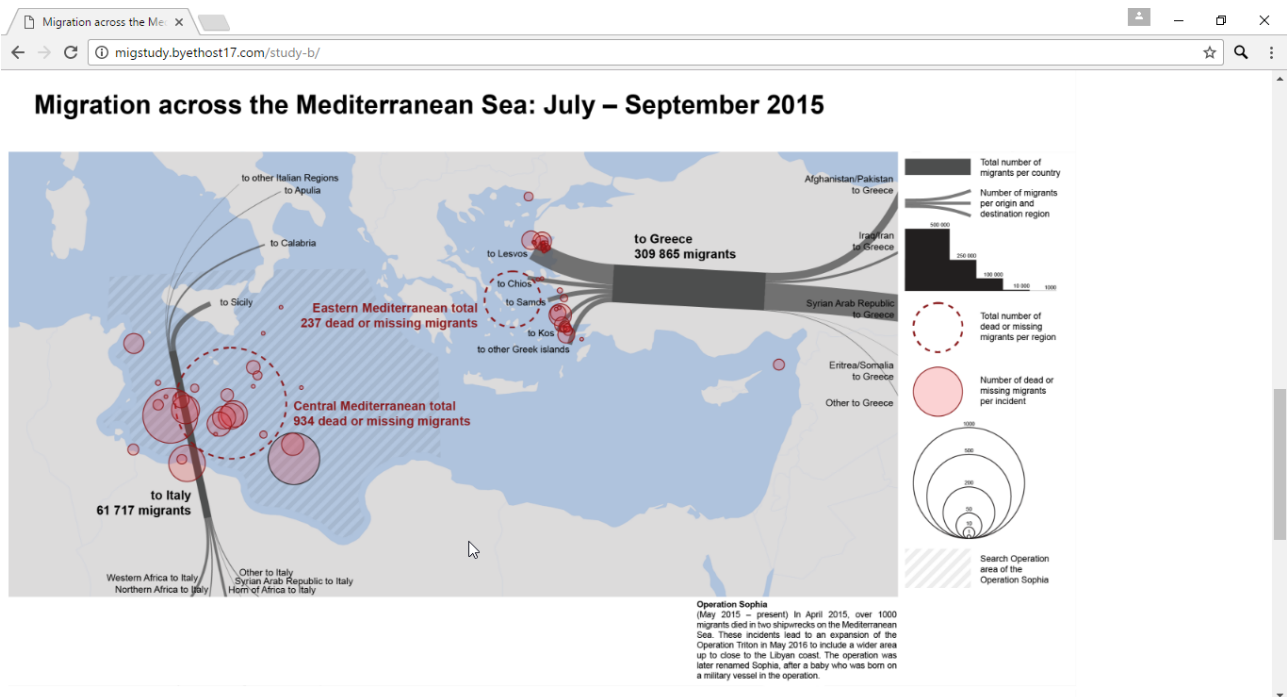 Migration across the Me
migstudy.byethost17.com/study-b/
Migration across the Mediterranean Sea: July – September 2015
to other Italian Regions
to Apulia
to Calabria
to Sicily
Eastern Mediterranean total
237 dead or missing migrants
Central Mediterranean total
934 dead or missing migrants
to Italy
61 717 migrants
Western Africa to Italy
Northern Africa to Italy
Other to Italy
Syrian Arab Republic to Italy
Horn of Africa to Italy
to Lesvos
to Chios
to Samos
to Kos
to other Greek islands
to Greece
309 865 migrants
Afghanistan/Pakistan
to Greece
Iraq/Iran
to Greece
Syrian Arab Republic
to Greece
Eritrea/Somalia
to Greece
Other to Greece
Total number of
migrants per country
Number of migrants
per origin and
destination region
500 000
250 000
100 000
10 000
1000
Total number of
dead or missing
migrants per region
Number of dead or
missing migrants
per incident
1000
500
200
50
10
1
Search Operation
area of the
Operation Sophia
Operation Sophia
(May 2015 – present) In April 2015, over 1000
migrants died in two shipwrecks on the Mediterranean
Sea. These incidents lead to an expansion of the
Operation Triton in May 2016 to include a wider area
up to close to the Libyan coast. The operation was
later renamed Sophia, after a baby who was born on
a military vessel in the operation.